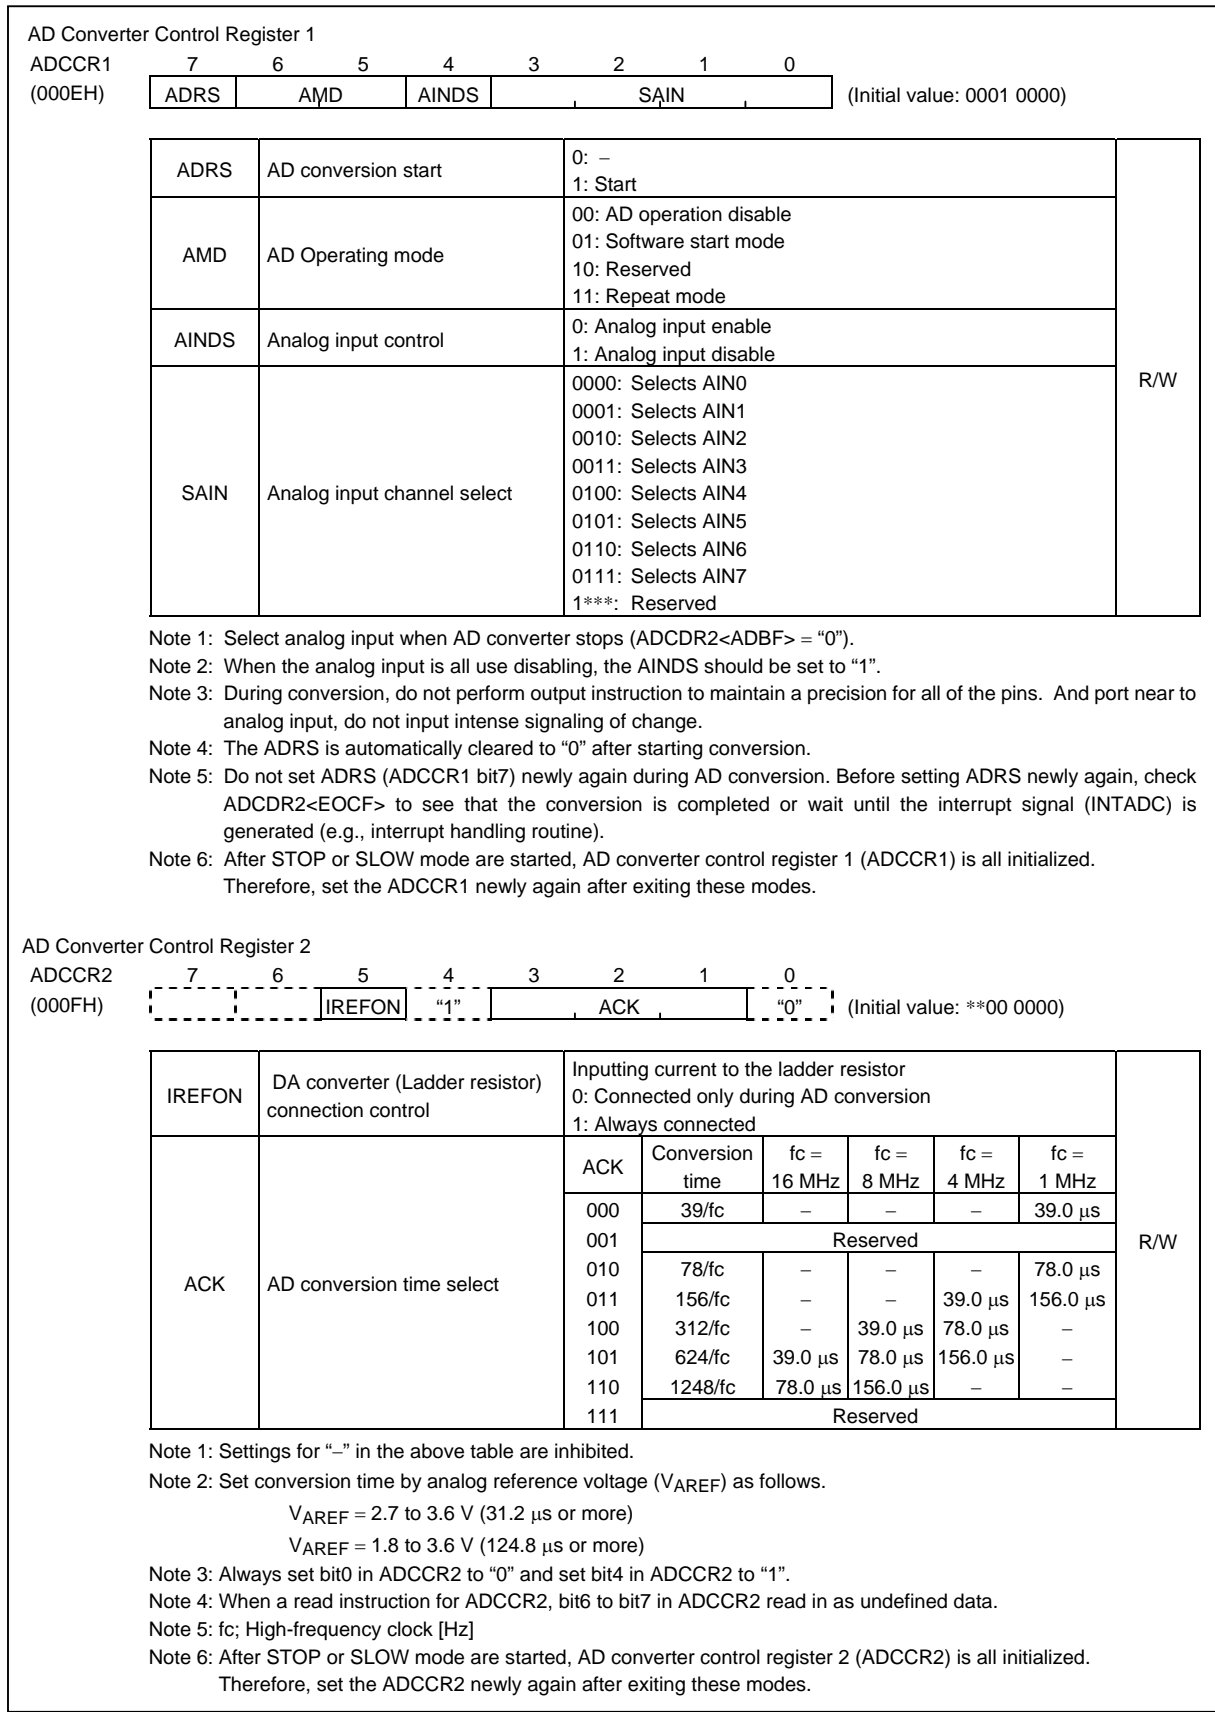 AD Converter Control Register 1
ADCCR1 7 6 5 4 3 2 1 0
(000EH) ADRS AMD AINDS SAIN (Initial value: 0001 0000)
ADRS AD conversion start 0: −
1: Start
AMD AD Operating mode 00: AD operation disable
01: Software start mode
10: Reserved
11: Repeat mode
AINDS Analog input control 0: Analog input enable
1: Analog input disable
SAIN Analog input channel select 0000: Selects AIN0
0001: Selects AIN1
0010: Selects AIN2
0011: Selects AIN3
0100: Selects AIN4
0101: Selects AIN5
0110: Selects AIN6
0111: Selects AIN7
1***: Reserved
R/W
Note 1: Select analog input when AD converter stops (ADCDR2<ADBF> = “0”).
Note 2: When the analog input is all use disabling, the AINDS should be set to “1”.
Note 3: During conversion, do not perform output instruction to maintain a precision for all of the pins. And port near to
analog input, do not input intense signaling of change.
Note 4: The ADRS is automatically cleared to “0” after starting conversion.
Note 5: Do not set ADRS (ADCCR1 bit7) newly again during AD conversion. Before setting ADRS newly again, check
ADCDR2<EOCF> to see that the conversion is completed or wait until the interrupt signal (INTADC) is
generated (e.g., interrupt handling routine).
Note 6: After STOP or SLOW mode are started, AD converter control register 1 (ADCCR1) is all initialized.
Therefore, set the ADCCR1 newly again after exiting these modes.
AD Converter Control Register 2
ADCCR2 7 6 5 4 3 2 1 0
(000FH) IREFON “1” ACK “0” (Initial value: **00 0000)
IREFON DA converter (Ladder resistor) connection control Inputting current to the ladder resistor
0: Connected only during AD conversion
1: Always connected
ACK AD conversion time select
ACK Conversion time fc = 16 MHz fc = 8 MHz fc = 4 MHz fc = 1 MHz
000 39/fc − − − 39.0 μs
001 Reserved
010 78/fc − − − 78.0 μs
011 156/fc − − 39.0 μs 156.0 μs
100 312/fc − 39.0 μs 78.0 μs −
101 624/fc 39.0 μs 78.0 μs 156.0 μs −
110 1248/fc 78.0 μs 156.0 μs − −
111 Reserved
R/W
Note 1: Settings for “−” in the above table are inhibited.
Note 2: Set conversion time by analog reference voltage (VAREF) as follows.
VAREF = 2.7 to 3.6 V (31.2 μs or more)
VAREF = 1.8 to 3.6 V (124.8 μs or more)
Note 3: Always set bit0 in ADCCR2 to “0” and set bit4 in ADCCR2 to “1”.
Note 4: When a read instruction for ADCCR2, bit6 to bit7 in ADCCR2 read in as undefined data.
Note 5: fc; High-frequency clock [Hz]
Note 6: After STOP or SLOW mode are started, AD converter control register 2 (ADCCR2) is all initialized.
Therefore, set the ADCCR2 newly again after exiting these modes.